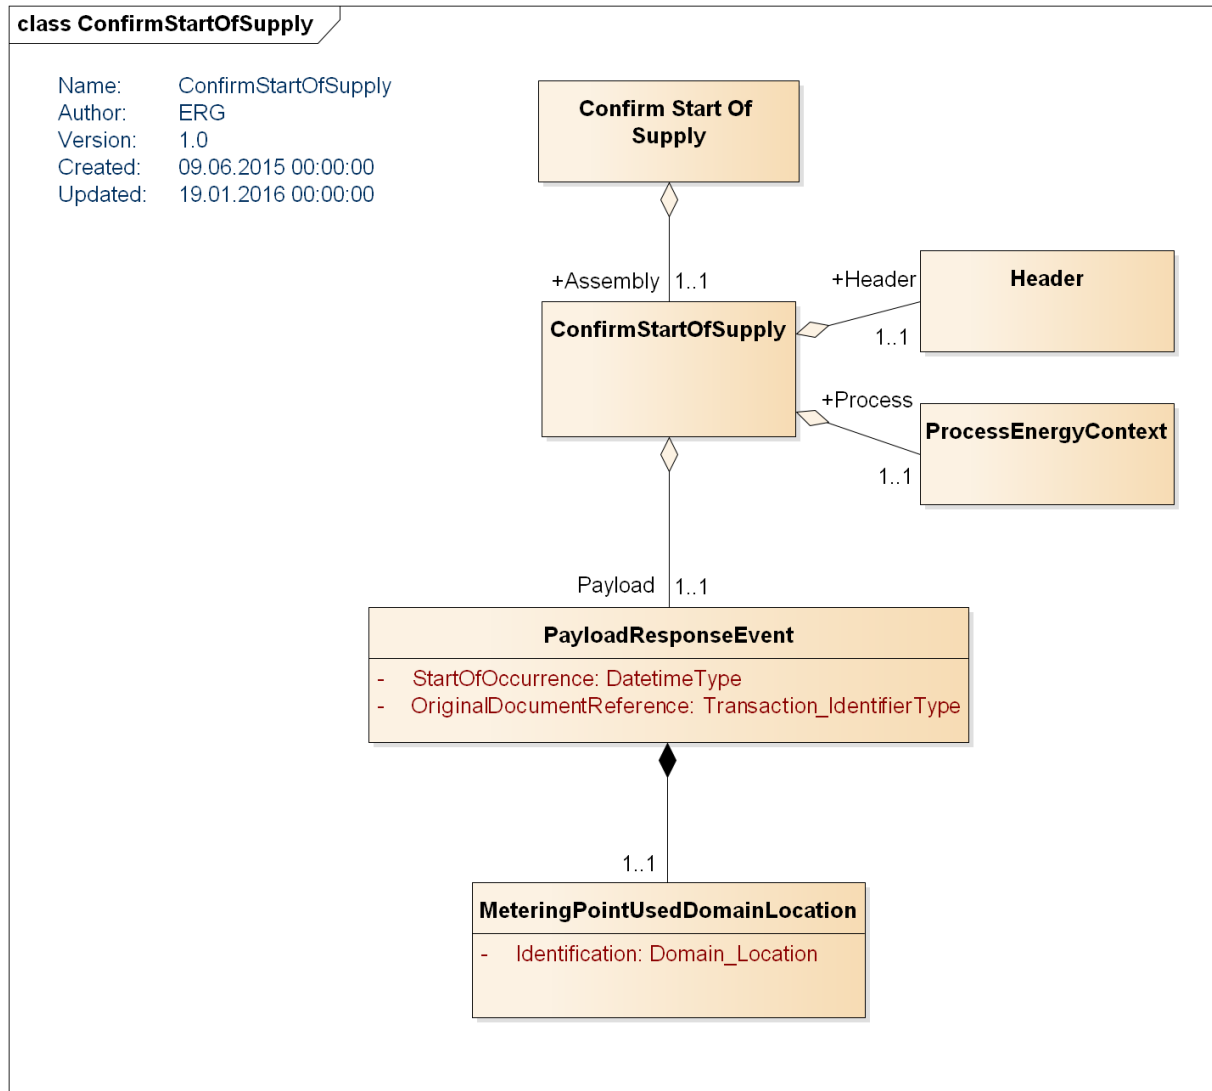 class ConfirmStartOfSupply
Name: ConfirmStartOfSupply
Author: ERG
Version: 1.0
Created: 09.06.2015 00:00:00
Updated: 19.01.2016 00:00:00
Confirm Start Of
Supply
+Assembly 1..1
ConfirmStartOfSupply
+Header
1..1
Header
+Process
1..1
ProcessEnergyContext
Payload 1..1
PayloadResponseEvent
- StartOfOccurrence: DatetimeType
- OriginalDocumentReference: Transaction_IdentifierType
1..1
MeteringPointUsedDomainLocation
- Identification: Domain_Location